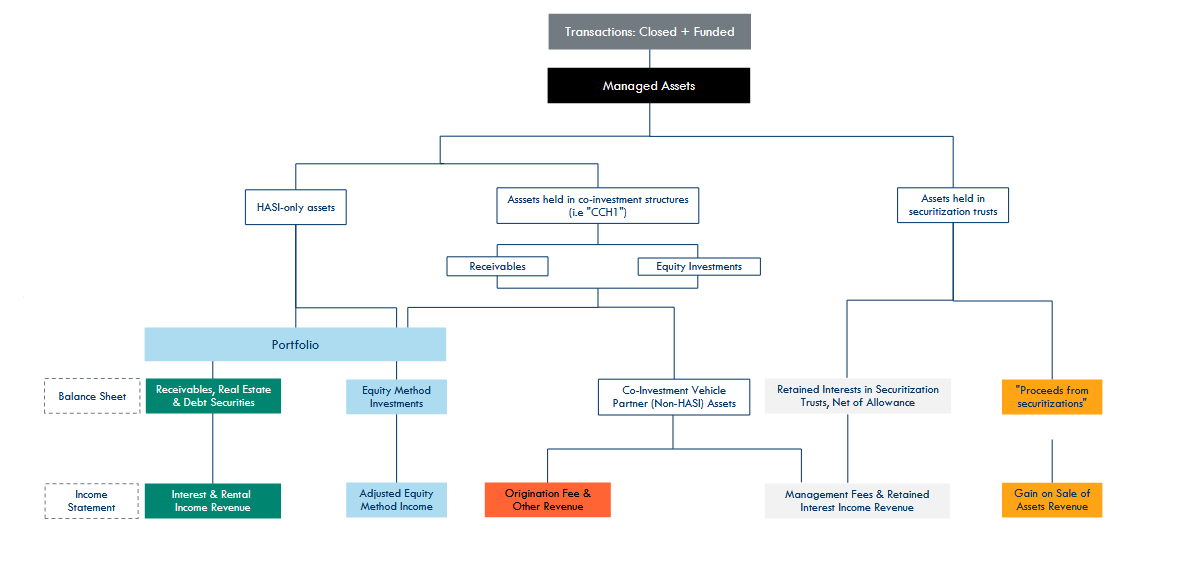 Transactions: Closed + Funded
Managed Assets
HASI-only assets
Asssets held in co-investment structures
(i.e "CCH1")
Assets held in
securitization trusts
Receivables
Equity Investments
Portfolio
Balance Sheet
Receivables, Real Estate
& Debt Securities
Equity Method
Investments
Co-Investment Vehicle
Partner (Non-HASI) Assets
Retained Interests in Securitization
Trusts, Net of Allowance
"Proceeds from
securitizations"
Income
Statement
Interest & Rental
Income Revenue
Adjusted Equity
Method Income
Origination Fee &
Other Revenue
Management Fees & Retained
Interest Income Revenue
Gain on Sale of
Assets Revenue